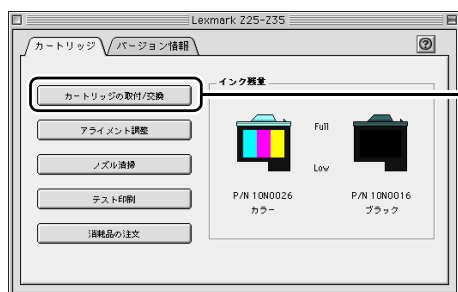 Lexmark Z25-Z35
カートリッジ
バージョン情報
?
カートリッジの取付/交換
アライメント調整
ノズル清掃
テスト印刷
消耗品の注文
インク残量
Full
Low
P/N 10N0026
カラー
P/N 10N0016
ブラック